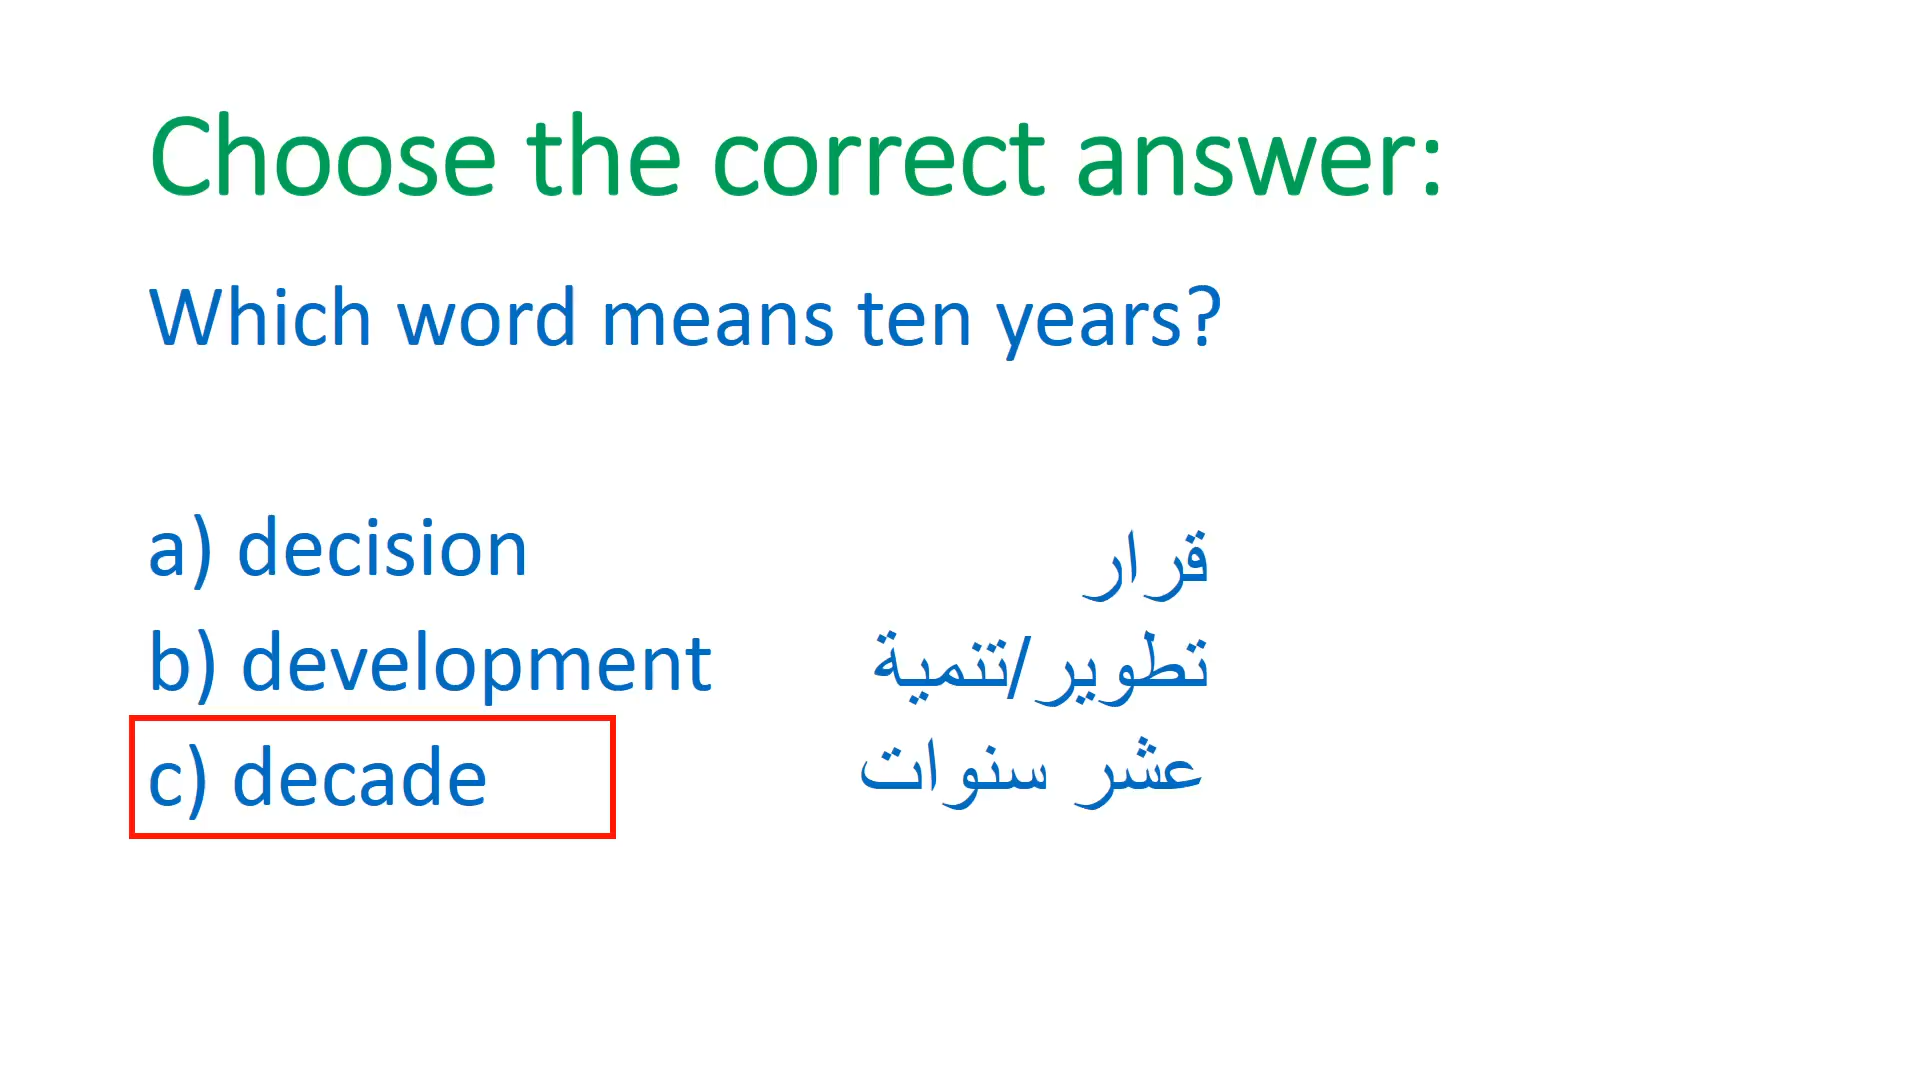 Choose the correct answer:
Which word means ten years?
a) decision قرار
b) development تطوير/تنمية
c) decade عشر سنوات